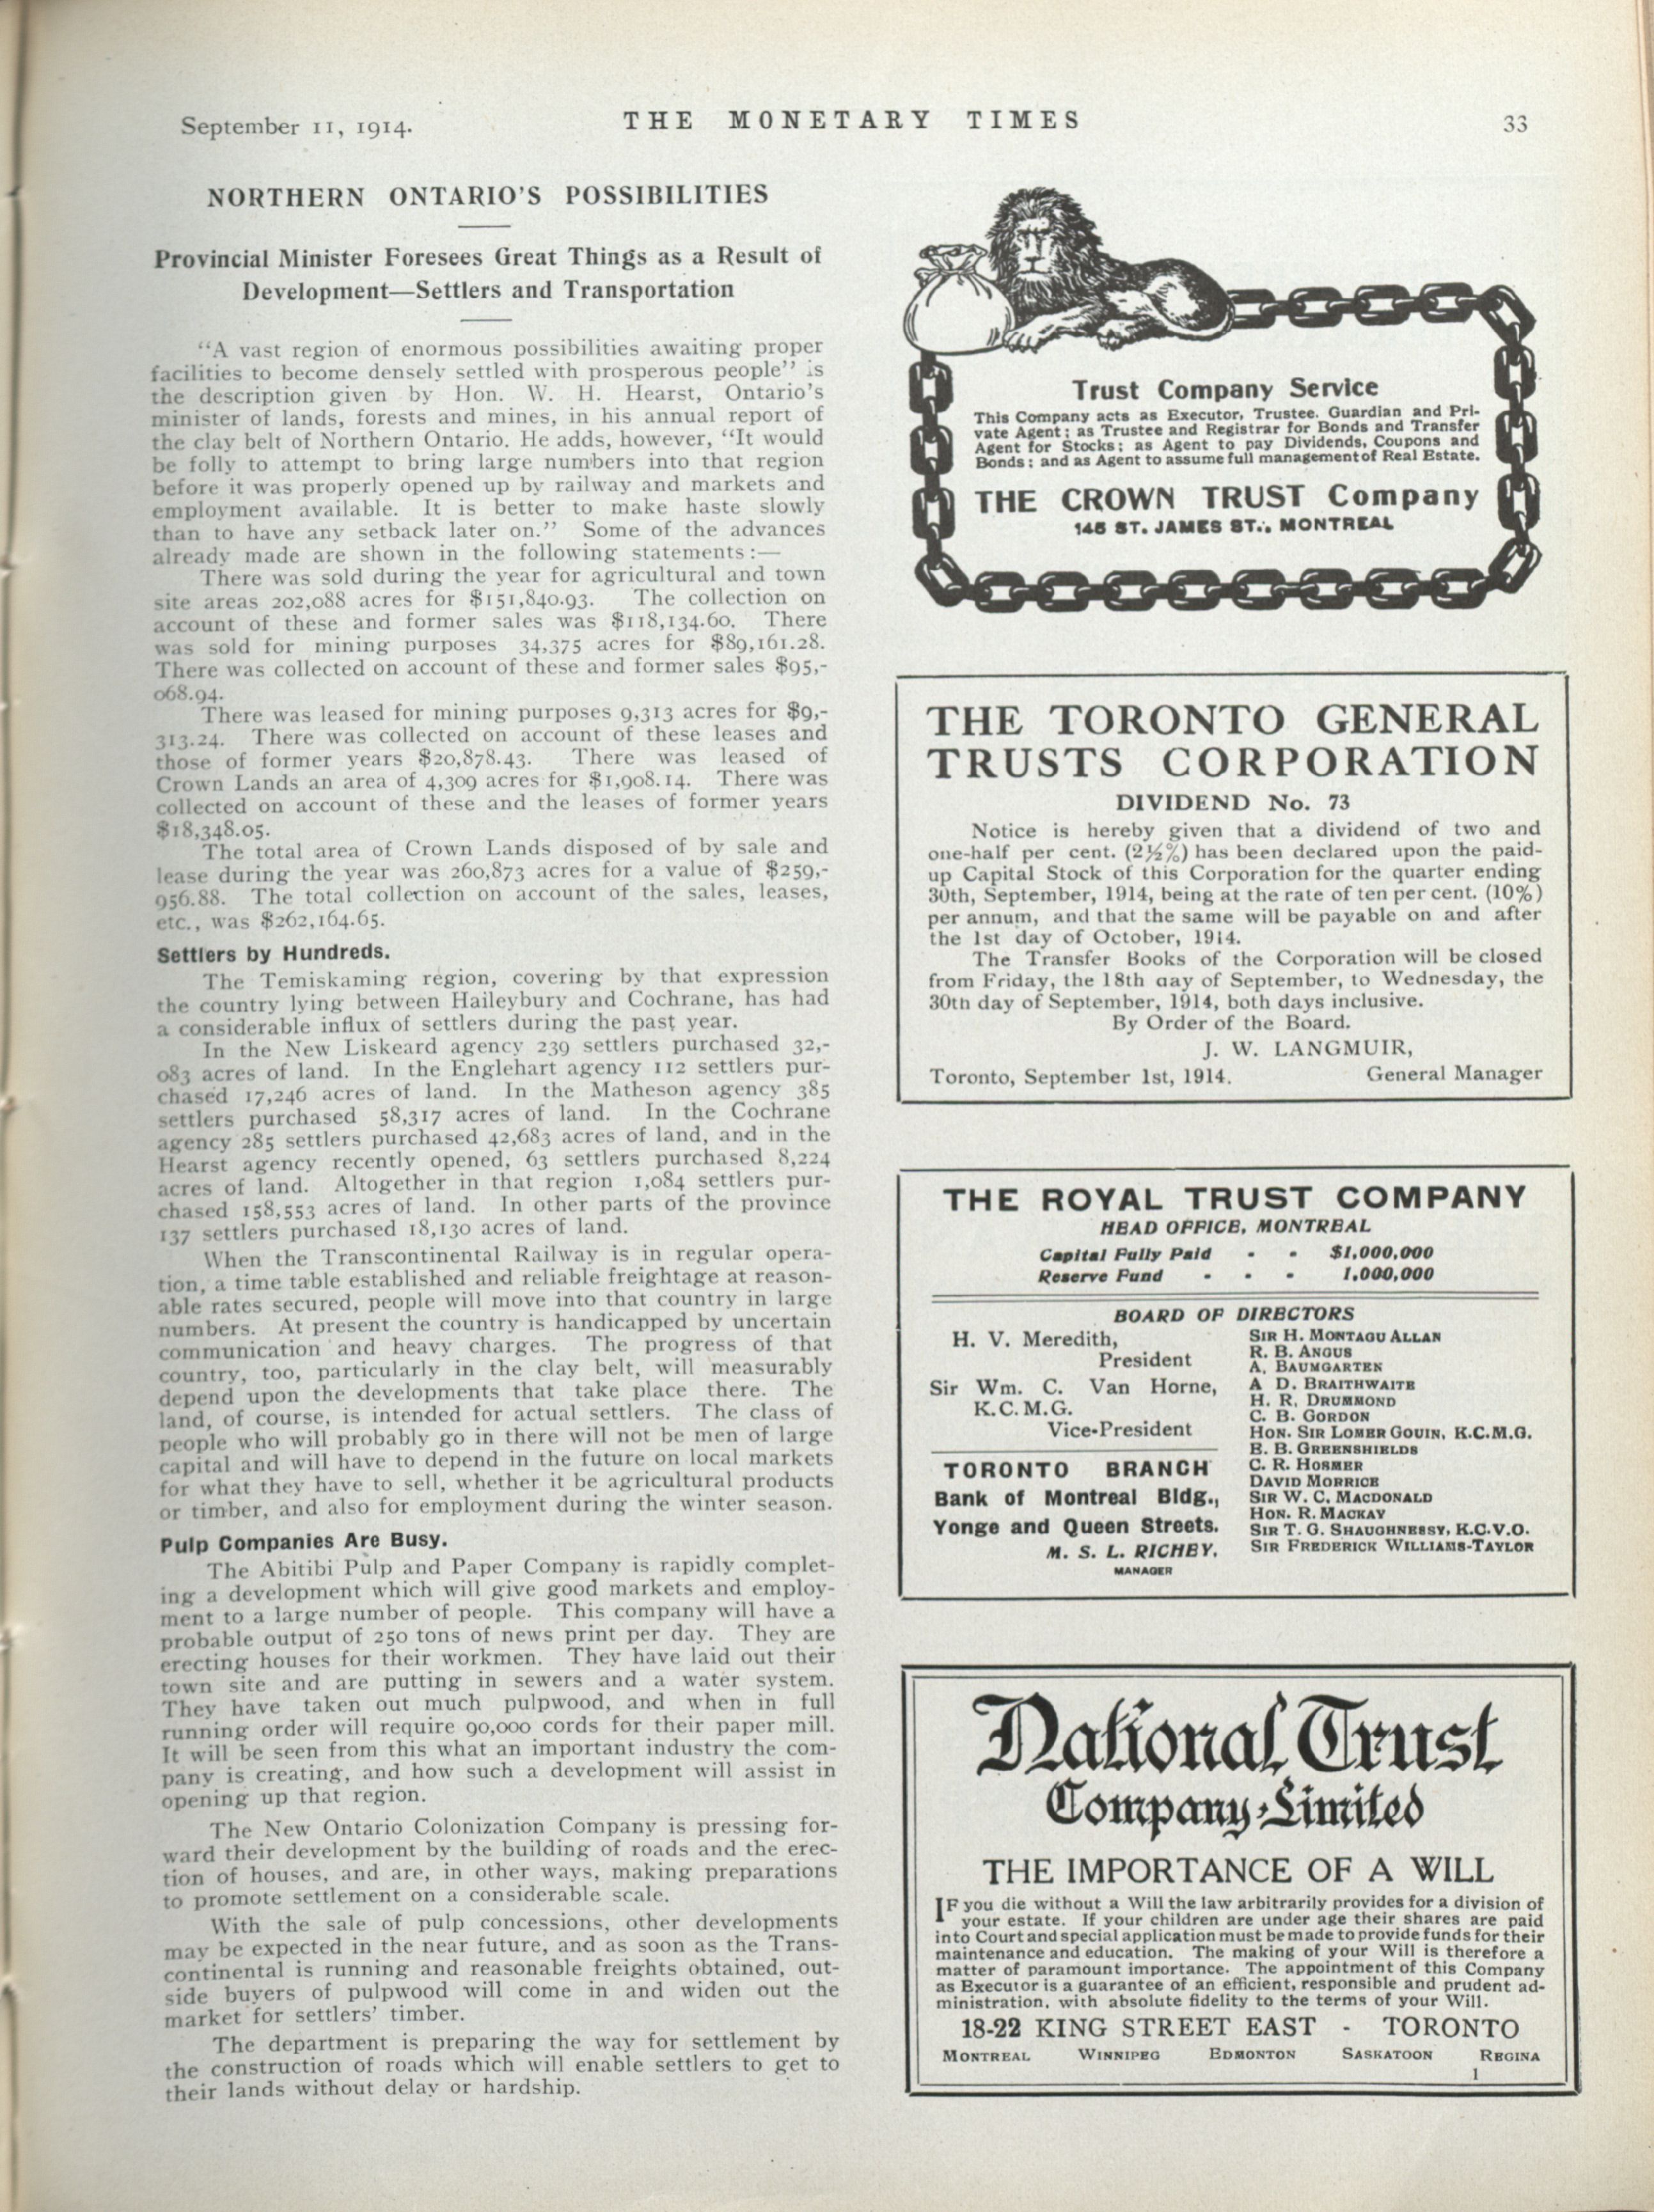 September 11, 1914.
THE MONETARY TIMES
33
NORTHERN ONTARIO'S POSSIBILITIES
Provincial Minister Foresees Great Things as a Result of
Development—Settlers and Transportation
"A vast region of enormous possibilities awaiting proper
facilities to become densely settled with prosperous people" is
the description given by Hon. W. H. Hearst, Ontario's
minister of lands, forests and mines, in his annual report of
the clay belt of Northern Ontario. He adds, however, "It would
be folly to attempt to bring large numbers into that region
before it was properly opened up by railway and markets and
employment available. It is better to make haste slowly
than to have any setback later on." Some of the advances
already made are shown in the following statements:—
There was sold during the year for agricultural and town
site areas 202,088 acres for $151,840.93. The collection on
account of these and former sales was $118,134.60. There
was sold for mining purposes 34,375 acres for $89,161.28.
There was collected on account of these and former sales $95,-
068.94.
There was leased for mining purposes 9,313 acres for $9,-
313.24. There was collected on account of these leases and
those of former years $20,878.43. There was leased of
Crown Lands an area of 4,309 acres for $1,908.14. There was
collected on account of these and the leases of former years
$18,348.05.
The total area of Crown Lands disposed of by sale and
lease during the year was 260,873 acres for a value of $259,-
956.88. The total collection on account of the sales, leases,
etc., was $262,164.65.
Settlers by Hundreds.
The Temiskaming region, covering by that expression
the country lying between Haileybury and Cochrane, has had
a considerable influx of settlers during the past year.
In the New Liskeard agency 239 settlers purchased 32,-
083 acres of land. In the Englehart agency 112 settlers pur-
chased 17,246 acres of land. In the Matheson agency 385
settlers purchased 58,317 acres of land. In the Cochrane
agency 285 settlers purchased 42,683 acres of land, and in the
Hearst agency recently opened, 63 settlers purchased 8,224
acres of land. Altogether in that region 1,084 settlers pur-
chased 158,553 acres of land. In other parts of the province
137 settlers purchased 18,130 acres of land.
When the Transcontinental Railway is in regular opera-
tion, a time table established and reliable freightage at reason-
able rates secured, people will move into that country in large
numbers. At present the country is handicapped by uncertain
communication and heavy charges. The progress of that
country, too, particularly in the clay belt, will measurably
depend upon the developments that take place there. The
land, of course, is intended for actual settlers. The class of
people who will probably go in there will not be men of large
capital and will have to depend in the future on local markets
for what they have to sell, whether it be agricultural products
or timber, and also for employment during the winter season.
Pulp Companies Are Busy.
The Abitibi Pulp and Paper Company is rapidly complet-
ing a development which will give good markets and employ-
ment to a large number of people. This company will have a
probable output of 250 tons of news print per day. They are
erecting houses for their workmen. They have laid out their
town site and are putting in sewers and a water system.
They have taken out much pulpwood, and when in full
running order will require 90,000 cords for their paper mill.
It will be seen from this what an important industry the com-
pany is creating, and how such a development will assist in
opening up that region.
The New Ontario Colonization Company is pressing for-
ward their development by the building of roads and the erec-
tion of houses, and are, in other ways, making preparations
to promote settlement on a considerable scale.
With the sale of pulp concessions, other developments
may be expected in the near future, and as soon as the Trans-
continental is running and reasonable freights obtained, out-
side buyers of pulpwood will come in and widen out the
market for settlers' timber.
The department is preparing the way for settlement by
the construction of roads which will enable settlers to get to
their lands without delay or hardship.
Trust Company Service
This Company acts as Executor, Trustee, Guardian and Pri-
vate Agent; as Trustee and Registrar for Bonds and Transfer
Agent for Stocks; as Agent to pay Dividends, Coupons and
Bonds; and as Agent to assume full management of Real Estate.
THE CROWN TRUST Company
145 ST. JAMES ST., MONTREAL
THE TORONTO GENERAL
TRUSTS CORPORATION
DIVIDEND No. 73
Notice is hereby given that a dividend of two and
one-half per cent. (2½%) has been declared upon the paid-
up Capital Stock of this Corporation for the quarter ending
30th, September, 1914, being at the rate of ten per cent. (10%)
per annum, and that the same will be payable on and after
the 1st day of October, 1914.
The Transfer Books of the Corporation will be closed
from Friday, the 18th day of September, to Wednesday, the
30th day of September, 1914, both days inclusive.
By Order of the Board.
J. W. LANGMUIR,
Toronto, September 1st, 1914. General Manager
THE ROYAL TRUST COMPANY
HEAD OFFICE, MONTREAL
Capital Fully Paid - - $1,000,000
Reserve Fund - - - 1,000,000
BOARD OF DIRECTORS
H. V. Meredith,
President
Sir Wm. C. Van Horne,
K.C.M.G.
Vice-President
TORONTO BRANCH
Bank of Montreal Bldg.,
Yonge and Queen Streets.
M. S. L. RICHEY,
MANAGER
SIR H. MONTAGU ALLAN
R. B. ANGUS
A. BAUMGARTEN
A D. BRAITHWAITE
H. R. DRUMMOND
C. B. GORDON
HON. SIR LOMER GOUIN, K.C.M.G.
E. B. GREENSHIELDS
C. R. HOSMER
DAVID MORRICE
SIR W. C. MACDONALD
HON. R. MACKAY
SIR T. G. SHAUGHNESSY, K.C.V.O.
SIR FREDERICK WILLIAMS-TAYLOR
National Trust
Company, Limited
THE IMPORTANCE OF A WILL
IF you die without a Will the law arbitrarily provides for a division of
your estate. If your children are under age their shares are paid
into Court and special application must be made to provide funds for their
maintenance and education. The making of your Will is therefore a
matter of paramount importance. The appointment of this Company
as Executor is a guarantee of an efficient, responsible and prudent ad-
ministration, with absolute fidelity to the terms of your Will.
18-22 KING STREET EAST - TORONTO
MONTREAL WINNIPEG EDMONTON SASKATOON REGINA
1